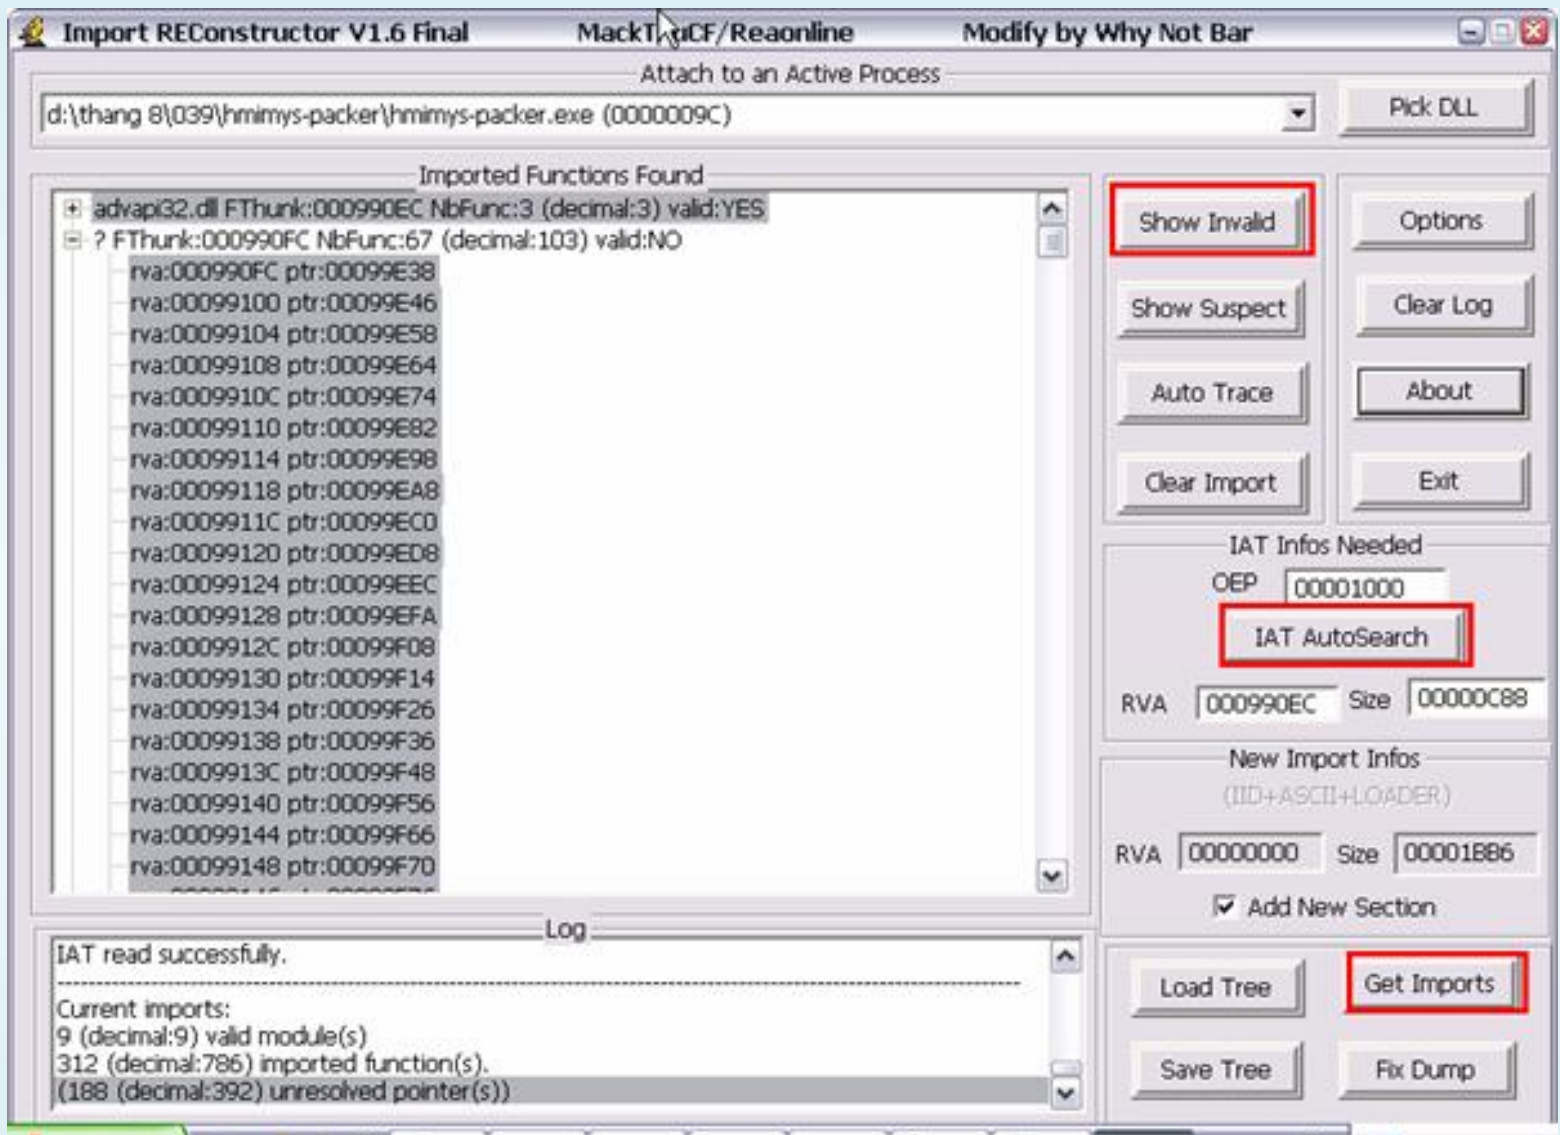 Import REConstructor V1.6 Final MackT/uCF/Reaonline Modify by Why Not Bar
Attach to an Active Process
d:\thang 8\039\hmimys-packer\hmimys-packer.exe (0000009C)
Pick DLL
Imported Functions Found
advapi32.dll FThunk:000990EC NbFunc:3 (decimal:3) valid:YES
? FThunk:000990FC NbFunc:67 (decimal:103) valid:NO
rva:000990FC ptr:00099E38
rva:00099100 ptr:00099E46
rva:00099104 ptr:00099E58
rva:00099108 ptr:00099E64
rva:0009910C ptr:00099E74
rva:00099110 ptr:00099E82
rva:00099114 ptr:00099E98
rva:00099118 ptr:00099EA8
rva:0009911C ptr:00099EC0
rva:00099120 ptr:00099ED8
rva:00099124 ptr:00099EEC
rva:00099128 ptr:00099EFA
rva:0009912C ptr:00099F08
rva:00099130 ptr:00099F14
rva:00099134 ptr:00099F26
rva:00099138 ptr:00099F36
rva:0009913C ptr:00099F48
rva:00099140 ptr:00099F56
rva:00099144 ptr:00099F66
rva:00099148 ptr:00099F70
Show Invalid
Options
Show Suspect
Clear Log
Auto Trace
About
Clear Import
Exit
IAT Infos Needed
OEP 00001000
IAT AutoSearch
RVA 000990EC Size 00000C88
New Import Infos
(IID+ASCII+LOADER)
RVA 00000000 Size 00001BB6
Add New Section
Log
IAT read successfully.
Current imports:
9 (decimal:9) valid module(s)
312 (decimal:786) imported function(s).
(188 (decimal:392) unresolved pointer(s))
Load Tree
Get Imports
Save Tree
Fix Dump